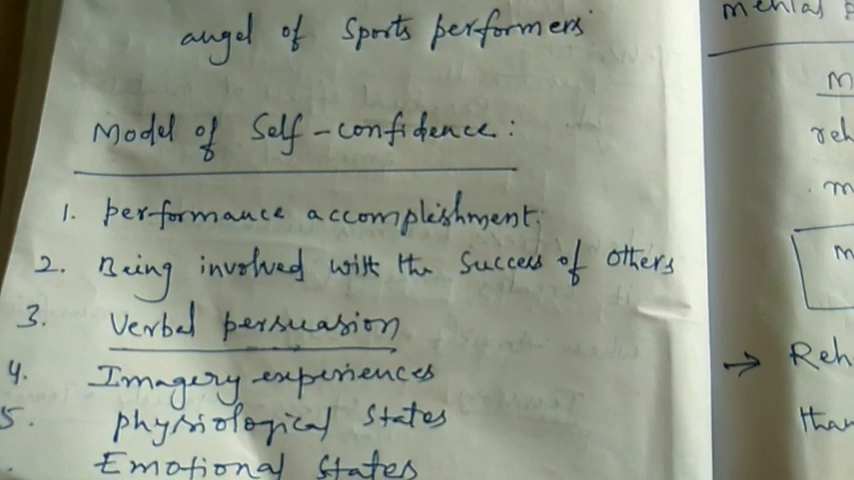 angel of Sports performers
Model of Self-confidence:
1. performance accomplishment.
2. Being involved with the success of others
3. Verbal persuasion
4. Imagery experiences
5. physiological states
. Emotional states
mental
m
reh
m
m
→ Reh
than